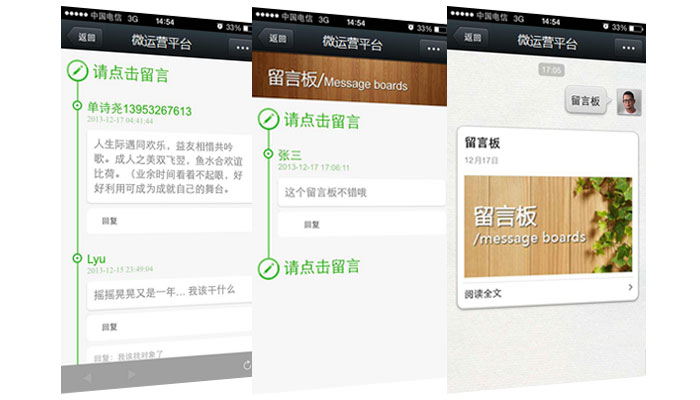 中国电信 3G 14:54 33%
返回 微运营平台
请点击留言
单诗尧13953267613
2013-12-17 04:41:44
人生际遇同欢乐，益友相惜共吟
歌。成人之美双飞翌，鱼水合欢谊
比荷。《业余时间看着不起眼，好
好利用可成为成就自己的舞台。
回复
Lyu
2013-12-15 23:49:04
摇摇晃晃又是一年... 我该干什么
回复
回复：我该找对象了
中国电信 3G 14:54 33%
返回 微运营平台
留言板/Message boards
请点击留言
张三
2013-12-17 17:06:11
这个留言板不错哦
回复
请点击留言
中国电信 3G 14:54 33%
返回 微运营平台
17:05
留言板
留言板
12月17日
留言板
/message boards
阅读全文